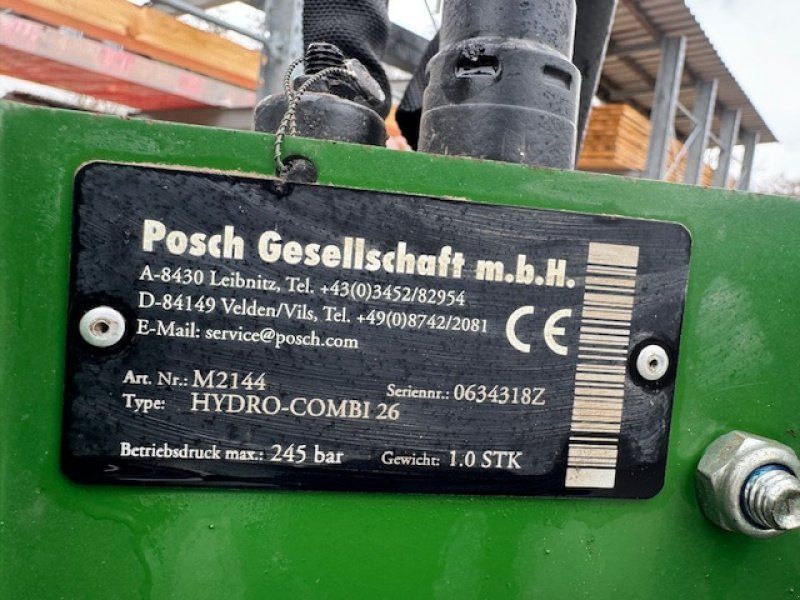 Posch Gesellschaft m.b.H.
A-8430 Leibnitz, Tel. +43(0)3452/82954
D-84149 Velden/Vils, Tel. +49(0)8742/2081
E-Mail: service@posch.com
CE
Art. Nr.: M2144 Seriennr.: 0634318Z
Type: HYDRO-COMBI 26
Betriebsdruck max.: 245 bar Gewicht: 1.0 STK